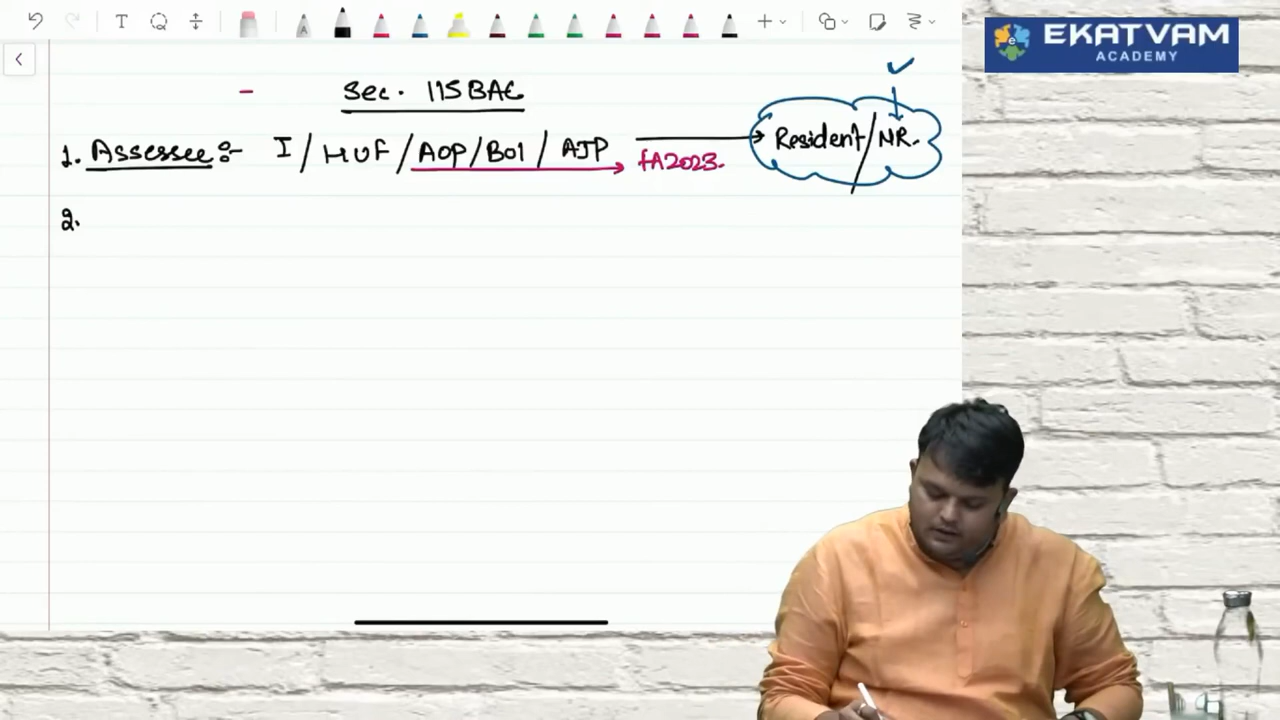 EKATVAM
ACADEMY
Sec. 115BAC
1. Assessee :- I / HUF / AOP / BOI / AJP → Resident / NR.
FA2023.
2.